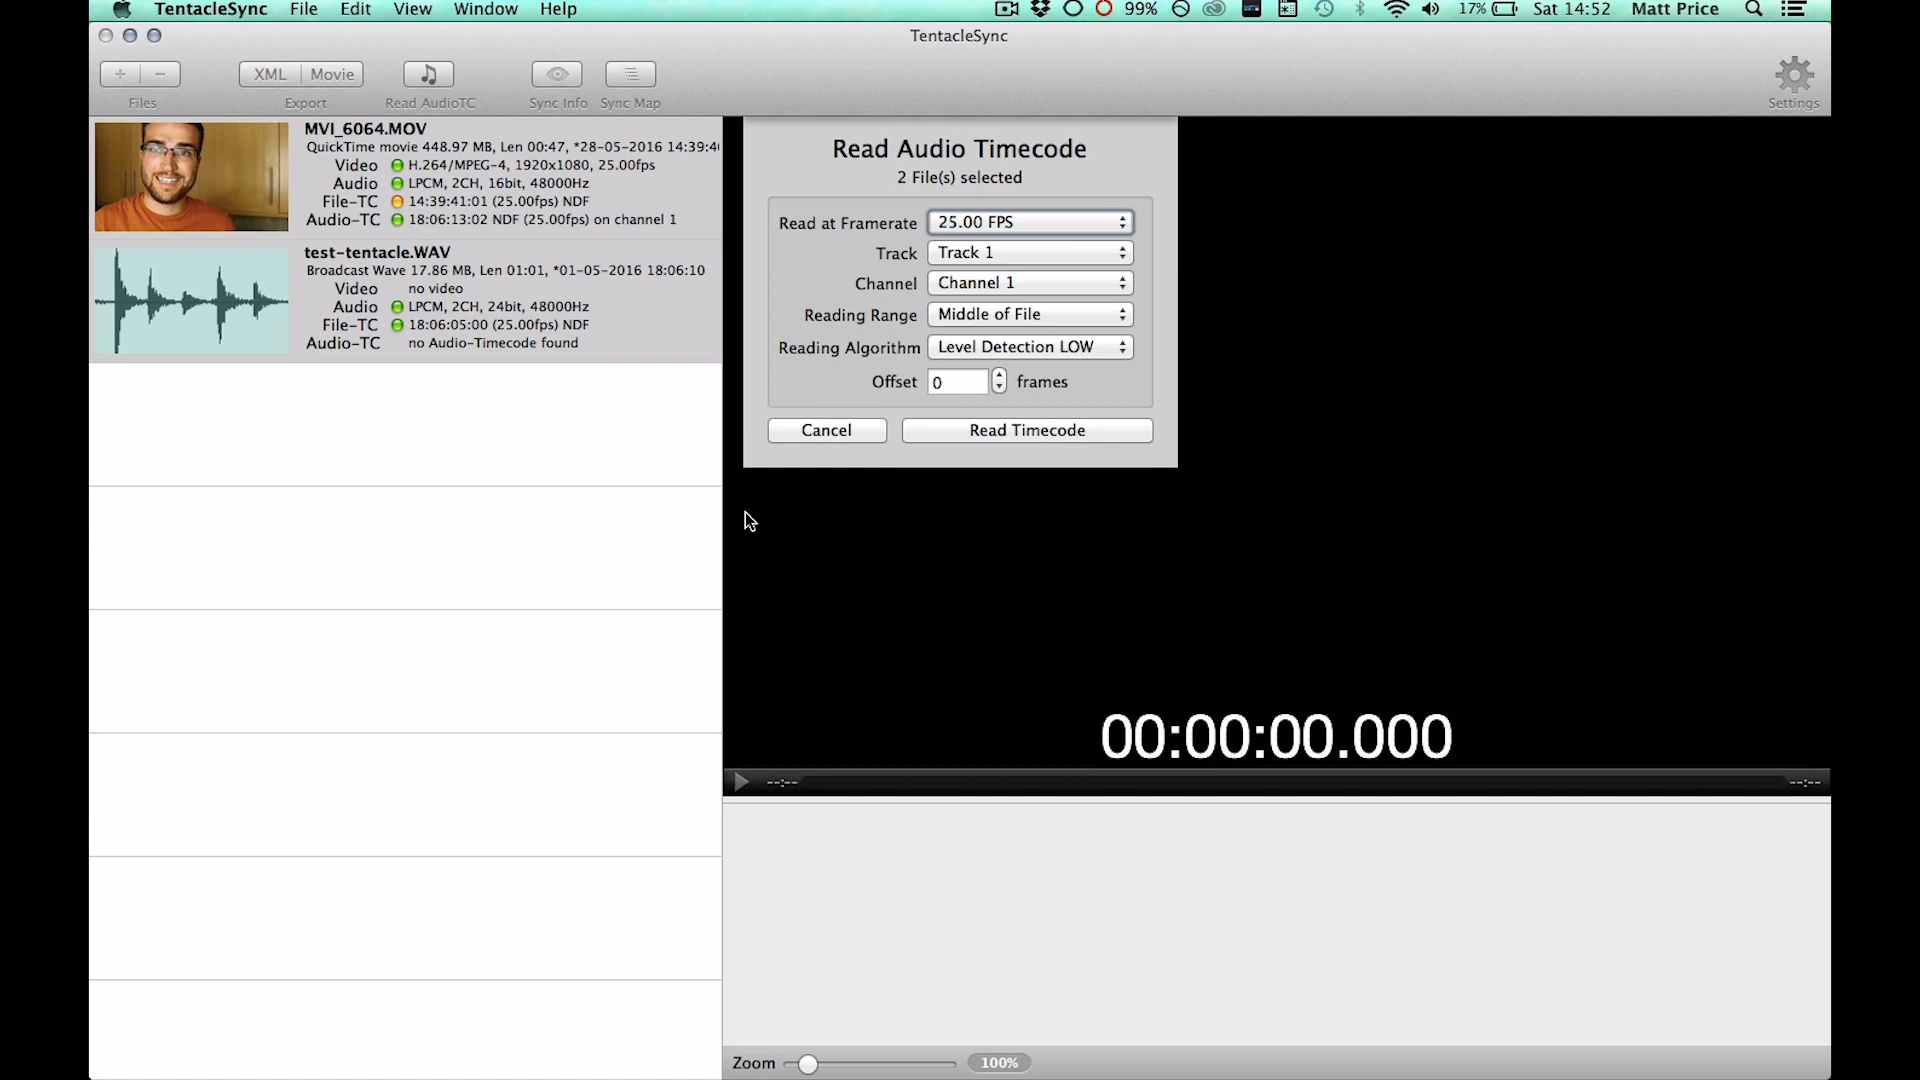 TentacleSync File Edit View Window Help 99% 17% Sat 14:52 Matt Price
TentacleSync
XML Movie
Files Export Read AudioTC Sync Info Sync Map Settings
MVI_6064.MOV
QuickTime movie 448.97 MB, Len 00:47, *28-05-2016 14:39:4
Video H.264/MPEG-4, 1920x1080, 25.00fps
Audio LPCM, 2CH, 16bit, 48000Hz
File-TC 14:39:41:01 (25.00fps) NDF
Audio-TC 18:06:13:02 NDF (25.00fps) on channel 1
test-tentacle.WAV
Broadcast Wave 17.86 MB, Len 01:01, *01-05-2016 18:06:10
Video no video
Audio LPCM, 2CH, 24bit, 48000Hz
File-TC 18:06:05:00 (25.00fps) NDF
Audio-TC no Audio-Timecode found
Read Audio Timecode
2 File(s) selected
Read at Framerate 25.00 FPS
Track Track 1
Channel Channel 1
Reading Range Middle of File
Reading Algorithm Level Detection LOW
Offset 0 frames
Cancel Read Timecode
00:00:00.000
--:-- --:--
Zoom 100%